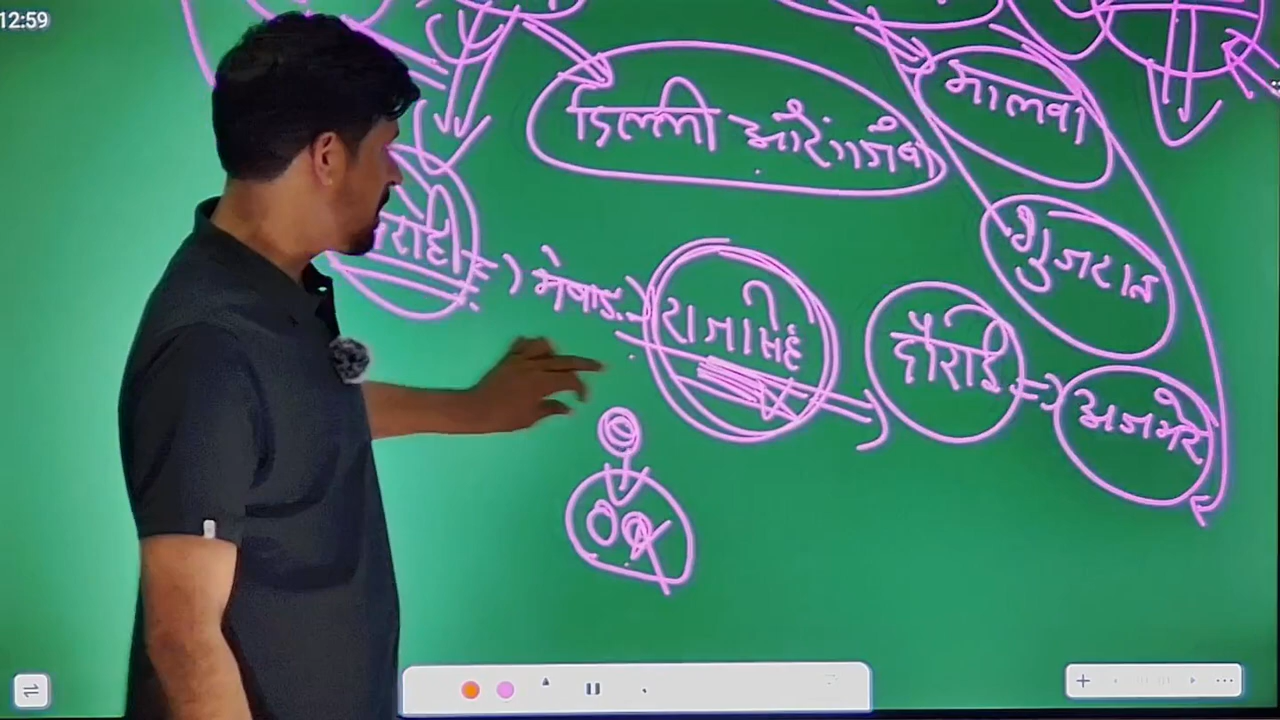 12:59
दिल्ली औरंगजेब
मालवा
गुजरात
मेवाड
राजसिंह
दौराई
अजमेर